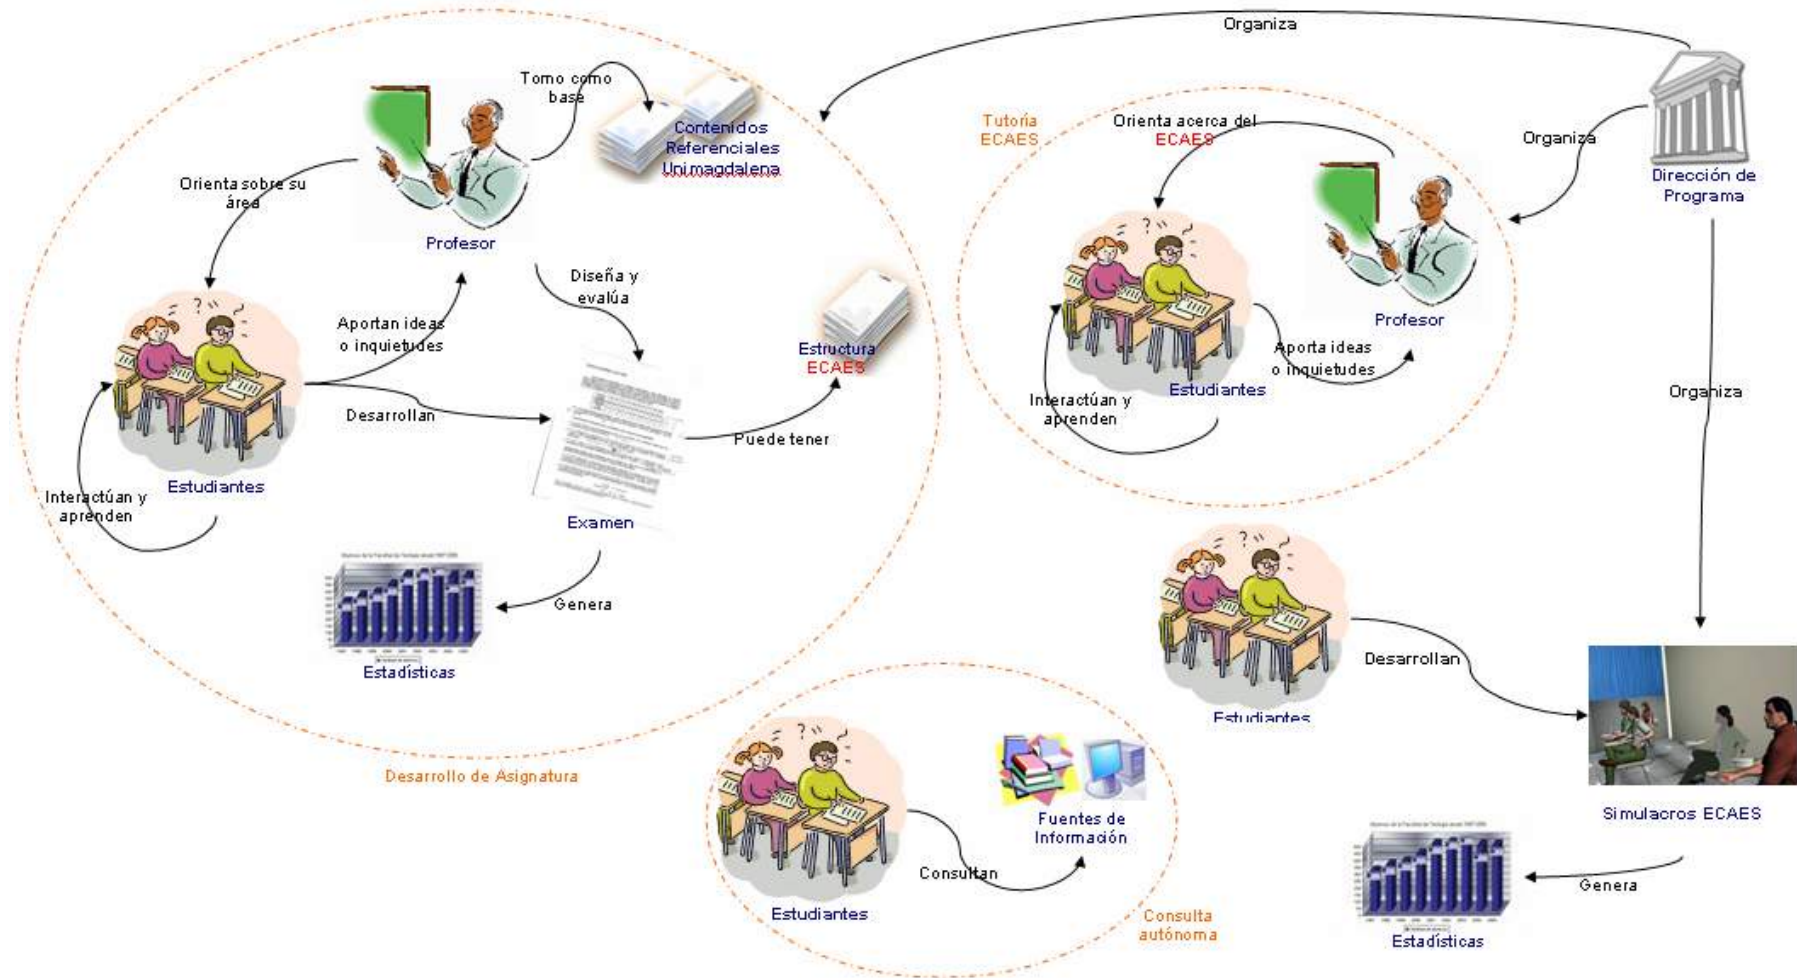 Organiza
Tomo como
base
Contenidos
Referenciales
Unimagdalena
Orienta sobre su
área
Profesor
Diseña y
evalúa
Aportan ideas
o inquietudes
Estructura
ECAES
Desarrollan
Puede tener
Estudiantes
Interactúan y
aprenden
Examen
Genera
Estadísticas
Desarrollo de Asignatura
Tutoría
ECAES
Orienta acerca del
ECAES
Organiza
Dirección de
Programa
Profesor
Aporta ideas
o inquietudes
Estudiantes
Interactúan y
aprenden
Organiza
Desarrollan
Estudiantes
Simulacros ECAES
Genera
Estadísticas
Fuentes de
Información
Consultan
Estudiantes
Consulta
autónoma